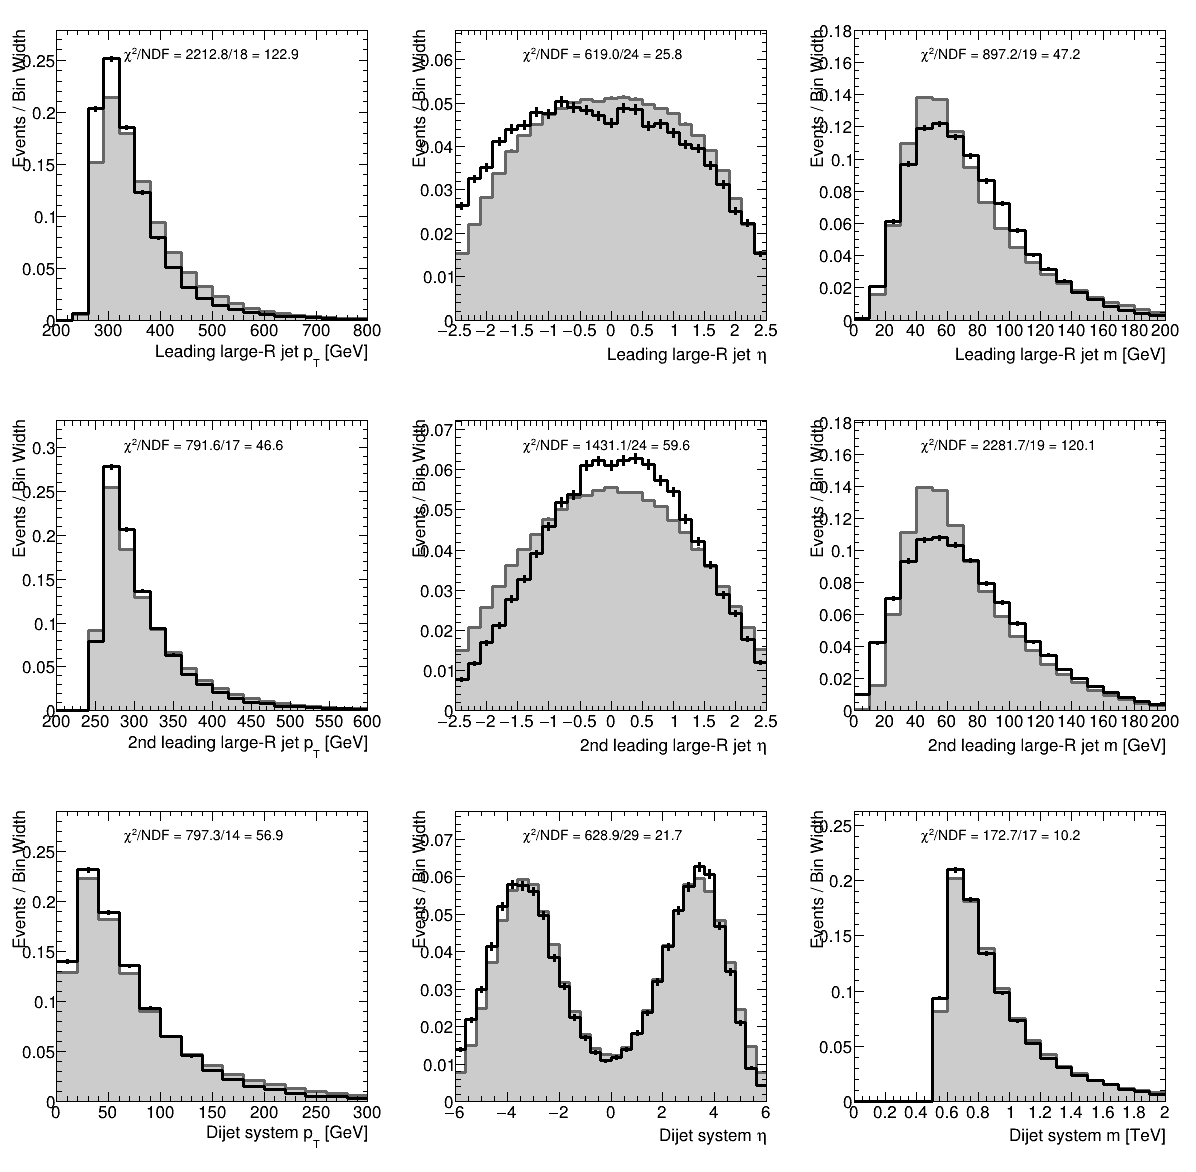 χ²/NDF = 2212.8/18 = 122.9
Events / Bin Width
0.25
0.2
0.15
0.1
0.05
0
200 300 400 500 600 700 800
Leading large-R jet p_T [GeV]
χ²/NDF = 619.0/24 = 25.8
Events / Bin Width
0.06
0.05
0.04
0.03
0.02
0.01
0
−2.5 −2 −1.5 −1 −0.5 0 0.5 1 1.5 2 2.5
Leading large-R jet η
χ²/NDF = 897.2/19 = 47.2
Events / Bin Width
0.18
0.16
0.14
0.12
0.1
0.08
0.06
0.04
0.02
0
0 20 40 60 80 100 120 140 160 180 200
Leading large-R jet m [GeV]
χ²/NDF = 791.6/17 = 46.6
Events / Bin Width
0.3
0.25
0.2
0.15
0.1
0.05
0
200 250 300 350 400 450 500 550 600
2nd leading large-R jet p_T [GeV]
χ²/NDF = 1431.1/24 = 59.6
Events / Bin Width
0.07
0.06
0.05
0.04
0.03
0.02
0.01
0
−2.5 −2 −1.5 −1 −0.5 0 0.5 1 1.5 2 2.5
2nd leading large-R jet η
χ²/NDF = 2281.7/19 = 120.1
Events / Bin Width
0.18
0.16
0.14
0.12
0.1
0.08
0.06
0.04
0.02
0
0 20 40 60 80 100 120 140 160 180 200
2nd leading large-R jet m [GeV]
χ²/NDF = 797.3/14 = 56.9
Events / Bin Width
0.25
0.2
0.15
0.1
0.05
0
0 50 100 150 200 250 300
Dijet system p_T [GeV]
χ²/NDF = 628.9/29 = 21.7
Events / Bin Width
0.07
0.06
0.05
0.04
0.03
0.02
0.01
0
−6 −4 −2 0 2 4 6
Dijet system η
χ²/NDF = 172.7/17 = 10.2
Events / Bin Width
0.25
0.2
0.15
0.1
0.05
0
0 0.2 0.4 0.6 0.8 1 1.2 1.4 1.6 1.8 2
Dijet system m [TeV]